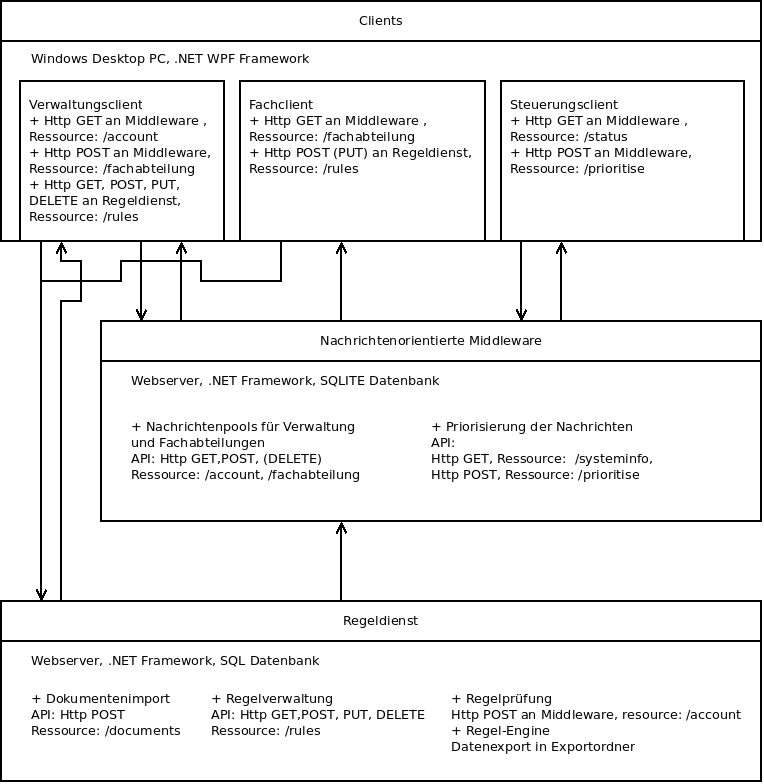 Clients
Windows Desktop PC, .NET WPF Framework
Verwaltungsclient
+ Http GET an Middleware ,
Ressource: /account
+ Http POST an Middleware,
Ressource: /fachabteilung
+ Http GET, POST, PUT,
DELETE an Regeldienst,
Ressource: /rules
Fachclient
+ Http GET an Middleware ,
Ressource: /fachabteilung
+ Http POST (PUT) an Regeldienst,
Ressource: /rules
Steuerungsclient
+ Http GET an Middleware ,
Ressource: /status
+ Http POST an Middleware,
Ressource: /prioritise
Nachrichtenorientierte Middleware
Webserver, .NET Framework, SQLITE Datenbank
+ Nachrichtenpools für Verwaltung
und Fachabteilungen
API: Http GET,POST, (DELETE)
Ressource: /account, /fachabteilung
+ Priorisierung der Nachrichten
API:
Http GET, Ressource:  /systeminfo,
Http POST, Ressource: /prioritise
Regeldienst
Webserver, .NET Framework, SQL Datenbank
+ Dokumentenimport
API: Http POST
Ressource: /documents
+ Regelverwaltung
API: Http GET,POST, PUT, DELETE
Ressource: /rules
+ Regelprüfung
Http POST an Middleware, resource: /account
+ Regel-Engine
Datenexport in Exportordner